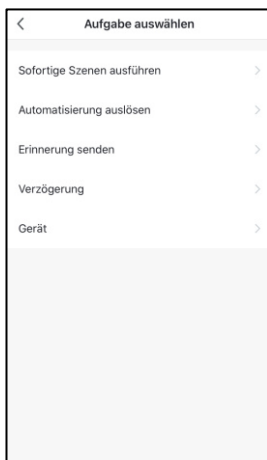 Aufgabe auswählen
Sofortige Szenen ausführen
Automatisierung auslösen
Erinnerung senden
Verzögerung
Gerät